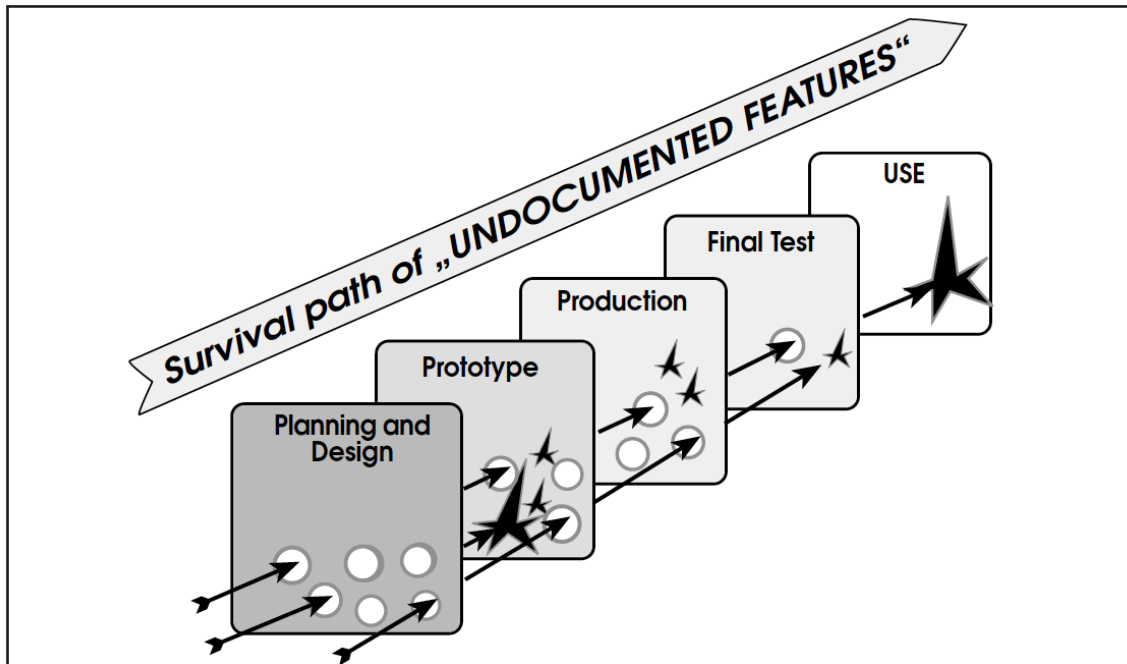 Survival path of „UNDOCUMENTED FEATURES“
USE
Final Test
Production
Prototype
Planning and
Design